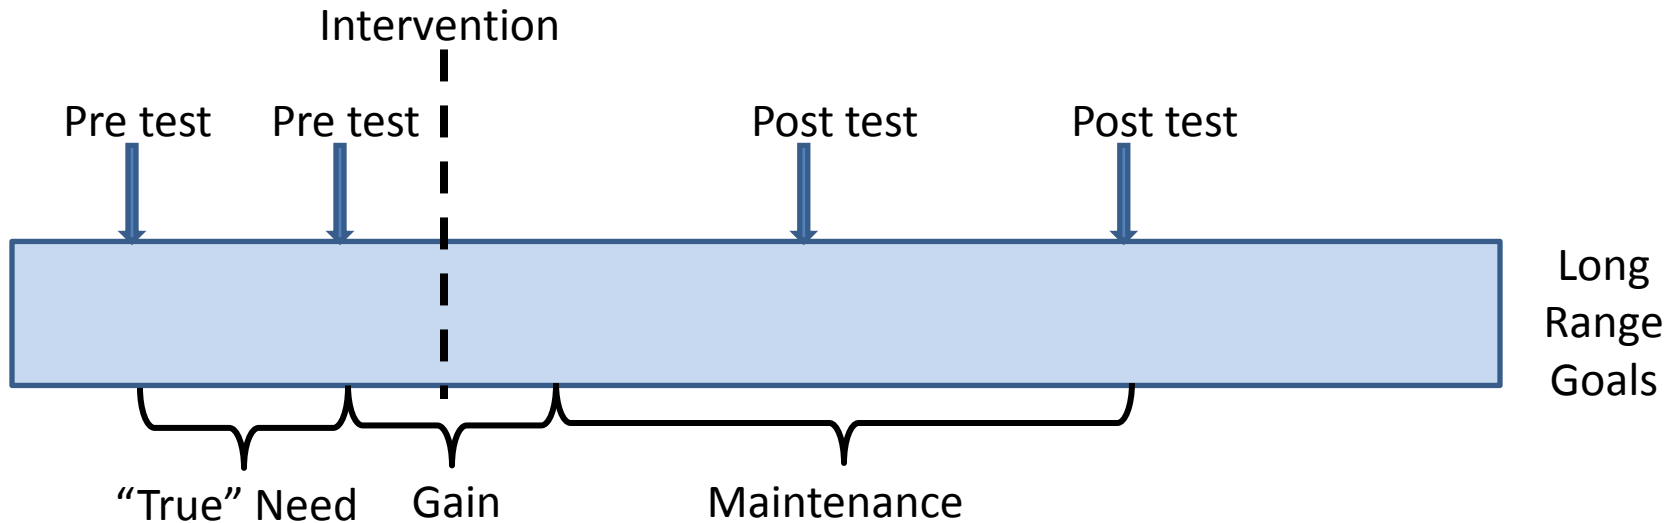 Intervention
Pre test
Pre test
Post test
Post test
Long
Range
Goals
“True” Need
Gain
Maintenance